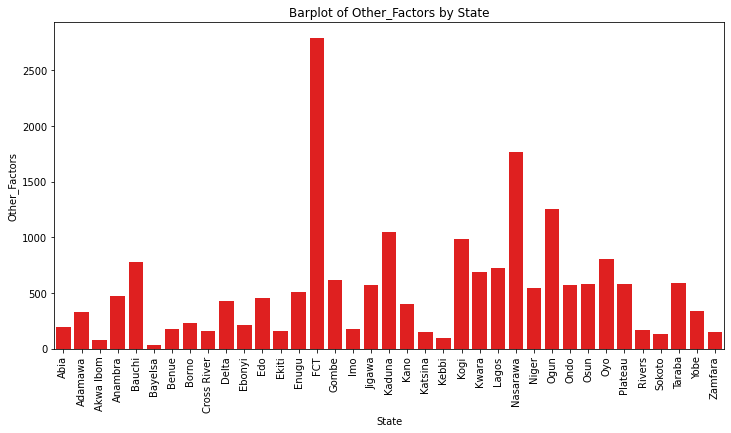 Barplot of Other_Factors by State
Other_Factors
2500
2000
1500
1000
500
0
Abia
Adamawa
Akwa Ibom
Anambra
Bauchi
Bayelsa
Benue
Borno
Cross River
Delta
Ebonyi
Edo
Ekiti
Enugu
FCT
Gombe
Imo
Jigawa
Kaduna
Kano
Katsina
Kebbi
Kogi
Kwara
Lagos
Nasarawa
Niger
Ogun
Ondo
Osun
Oyo
Plateau
Rivers
Sokoto
Taraba
Yobe
Zamfara
State